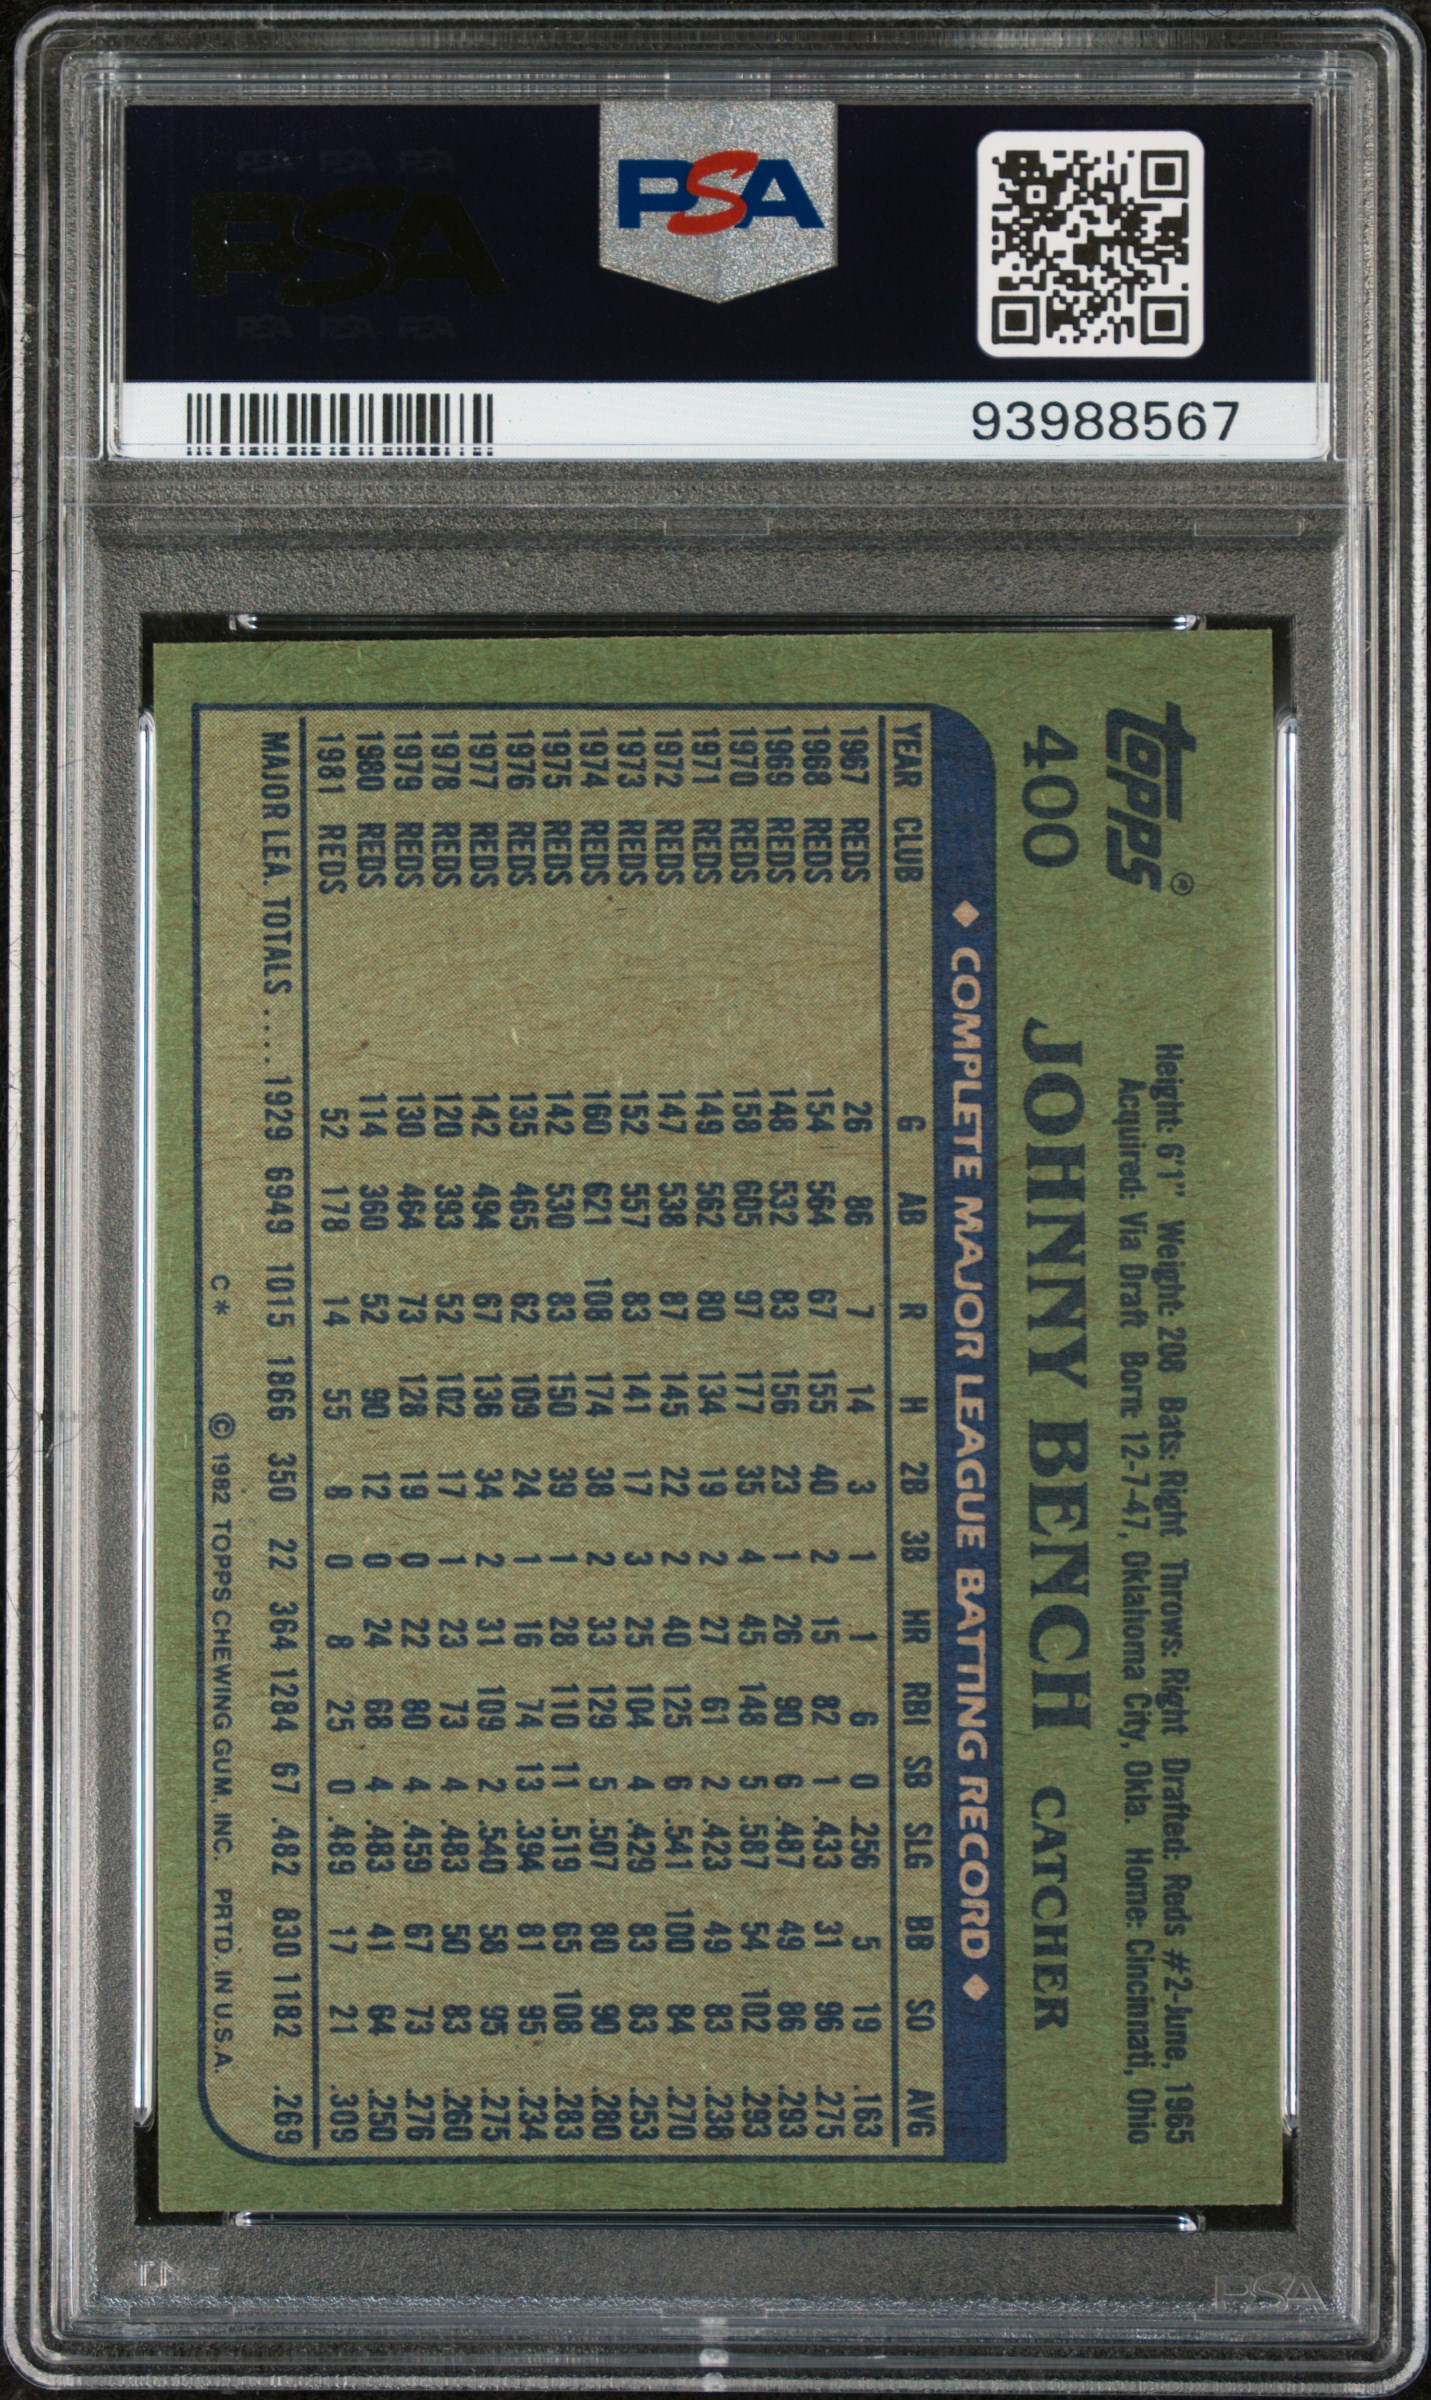 PSA PSA PSA
PSA
PSA PSA PSA
PSA
93988567
topps®
400 JOHNNY BENCH CATCHER
Height: 6'1" Weight: 208 Bats: Right Throws: Right Drafted: Reds #2-June, 1965
Acquired: Via Draft Born: 12-7-47, Oklahoma City, Okla. Home: Cincinnati, Ohio
◆ COMPLETE MAJOR LEAGUE BATTING RECORD ◆
YEAR CLUB G AB R H 2B 3B HR RBI SB SLG BB SO AVG
1967 REDS 26 86 7 14 3 1 1 6 0 .256 5 19 .163
1968 REDS 154 564 67 155 40 2 15 82 1 .433 31 96 .275
1969 REDS 148 532 83 156 23 1 26 90 6 .487 49 86 .293
1970 REDS 158 605 97 177 35 4 45 148 5 .587 54 102 .293
1971 REDS 149 562 80 134 19 2 27 61 2 .423 49 83 .238
1972 REDS 147 538 87 145 22 2 40 125 6 .541 100 84 .270
1973 REDS 152 557 83 141 17 3 25 104 4 .429 83 83 .253
1974 REDS 160 621 108 174 38 2 33 129 5 .507 80 90 .280
1975 REDS 142 530 83 150 39 1 28 110 11 .519 65 108 .283
1976 REDS 135 465 62 109 24 1 16 74 13 .394 81 95 .234
1977 REDS 142 494 67 136 34 2 31 109 2 .540 58 95 .275
1978 REDS 120 393 52 102 17 1 23 73 4 .483 50 83 .260
1979 REDS 130 464 73 128 19 0 22 80 4 .459 67 73 .276
1980 REDS 114 360 52 90 12 0 24 68 4 .483 41 64 .250
1981 REDS 52 178 14 55 8 0 8 25 0 .489 17 21 .309
MAJOR LEA. TOTALS .... 1929 6949 1015 1866 350 22 364 1284 67 .482 830 1182 .269
C* © 1982 TOPPS CHEWING GUM, INC. PRTD. IN U.S.A.
PSA